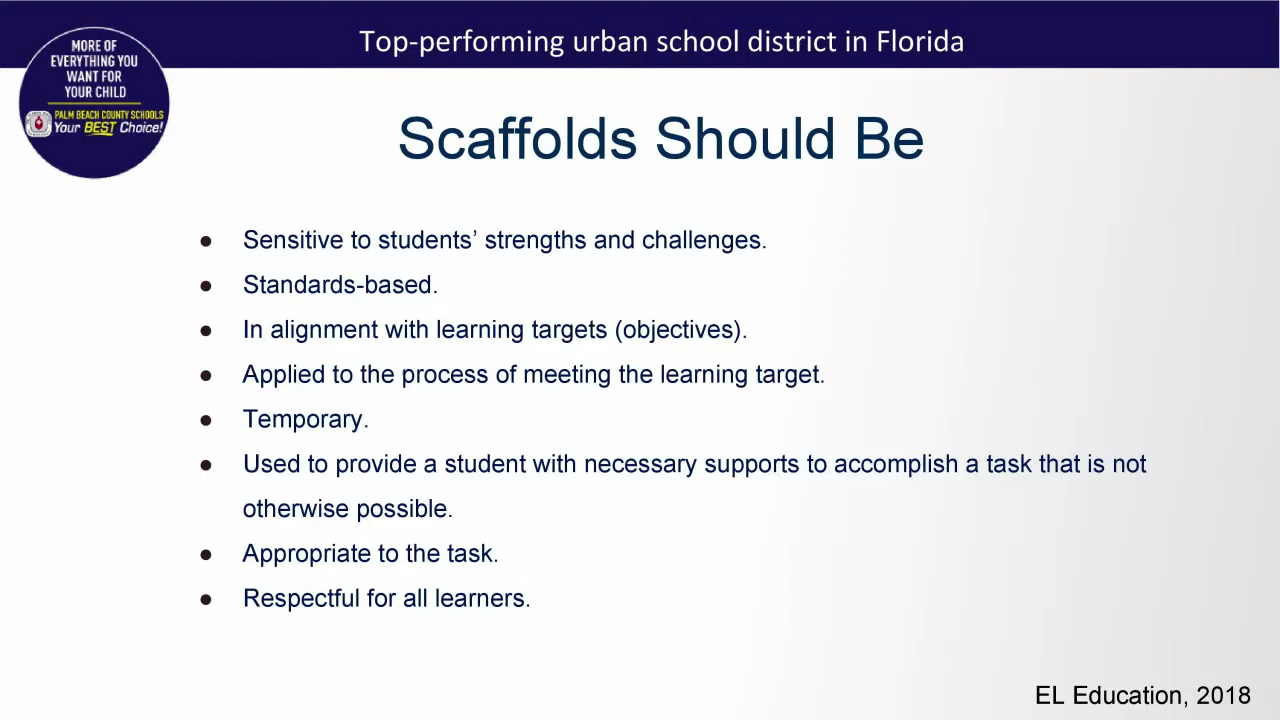 Top-performing urban school district in Florida
MORE OF
EVERYTHING YOU
WANT FOR
YOUR CHILD
PALM BEACH COUNTY SCHOOLS
Your BEST Choice!
Scaffolds Should Be
● Sensitive to students’ strengths and challenges.
● Standards-based.
● In alignment with learning targets (objectives).
● Applied to the process of meeting the learning target.
● Temporary.
● Used to provide a student with necessary supports to accomplish a task that is not
otherwise possible.
● Appropriate to the task.
● Respectful for all learners.
EL Education, 2018